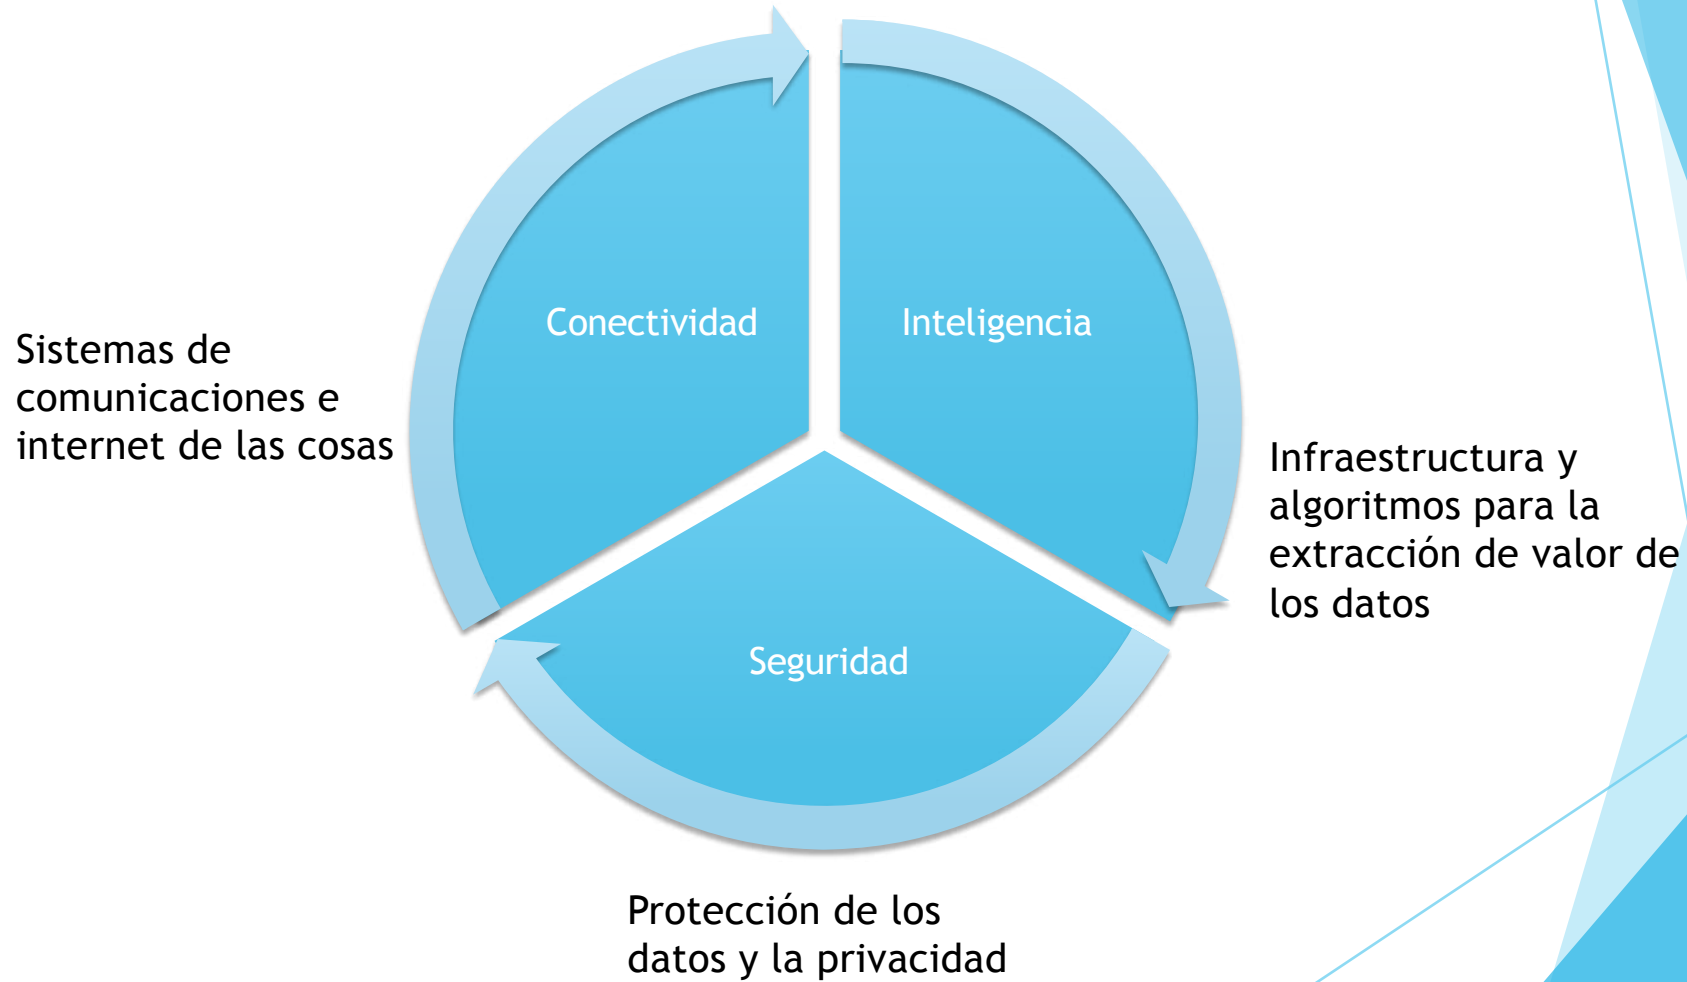 Conectividad
Inteligencia
Sistemas de
comunicaciones e
internet de las cosas
Infraestructura y
algoritmos para la
extracción de valor de
los datos
Seguridad
Protección de los
datos y la privacidad